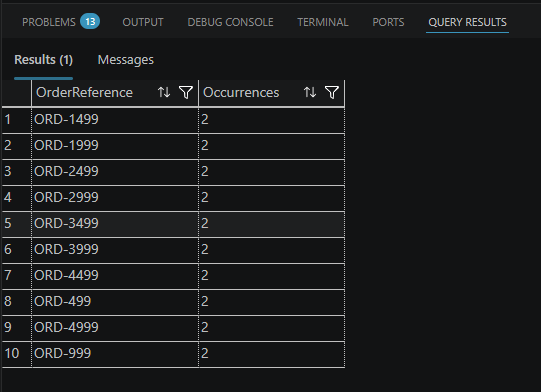 PROBLEMS 13 OUTPUT DEBUG CONSOLE TERMINAL PORTS QUERY RESULTS
Results (1) Messages
OrderReference Occurrences
1 ORD-1499 2
2 ORD-1999 2
3 ORD-2499 2
4 ORD-2999 2
5 ORD-3499 2
6 ORD-3999 2
7 ORD-4499 2
8 ORD-499 2
9 ORD-4999 2
10 ORD-999 2